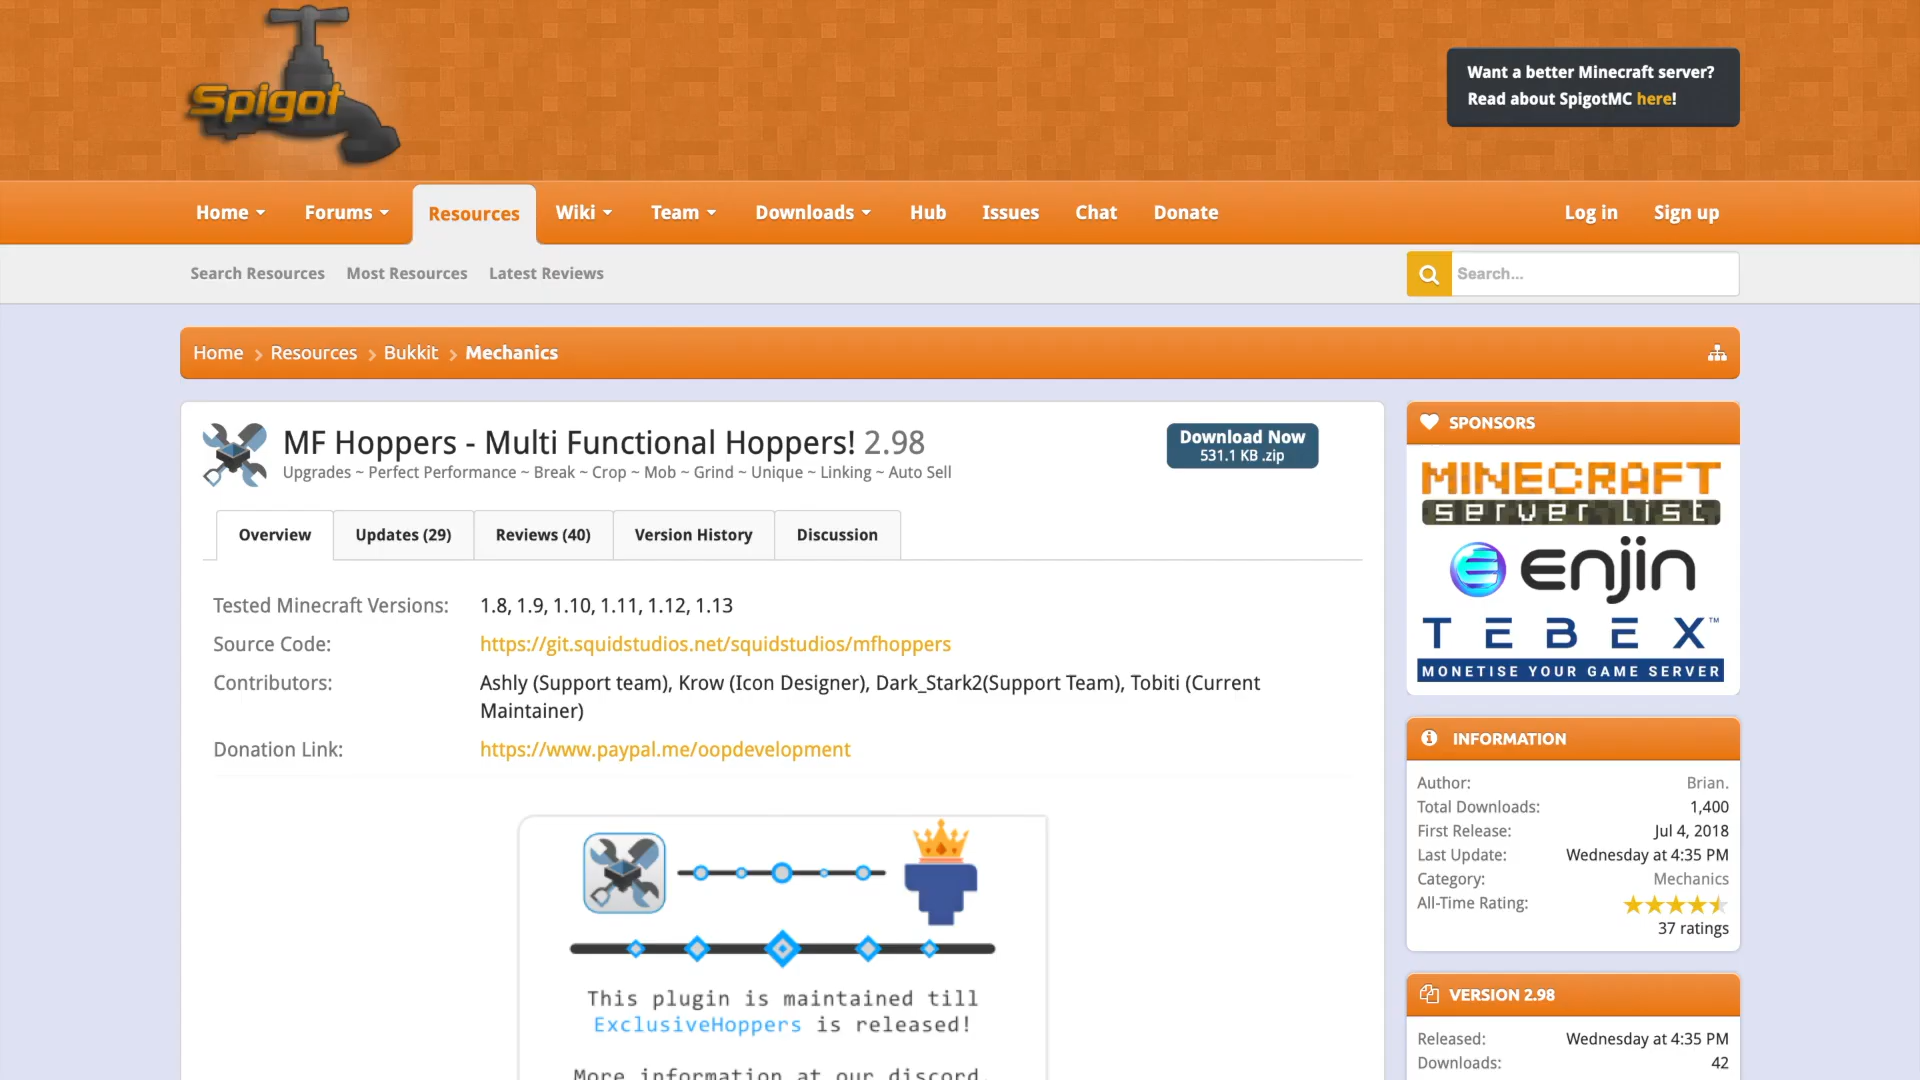 Spigot
Want a better Minecraft server?
Read about SpigotMC here!
Home
Forums
Resources
Wiki
Team
Downloads
Hub
Issues
Chat
Donate
Log in
Sign up
Search Resources
Most Resources
Latest Reviews
Search...
Home
Resources
Bukkit
Mechanics
MF Hoppers - Multi Functional Hoppers! 2.98
Upgrades ~ Perfect Performance ~ Break ~ Crop ~ Mob ~ Grind ~ Unique ~ Linking ~ Auto Sell
Download Now
531.1 KB .zip
Overview
Updates (29)
Reviews (40)
Version History
Discussion
Tested Minecraft Versions: 1.8, 1.9, 1.10, 1.11, 1.12, 1.13
Source Code: https://git.squidstudios.net/squidstudios/mfhoppers
Contributors: Ashly (Support team), Krow (Icon Designer), Dark_Stark2(Support Team), Tobiti (Current
Maintainer)
Donation Link: https://www.paypal.me/oopdevelopment
This plugin is maintained till
ExclusiveHoppers is released!
More information at our discord.
SPONSORS
MINECRAFT
server list
enjin
TEBEX™
MONETISE YOUR GAME SERVER
INFORMATION
Author: Brian.
Total Downloads: 1,400
First Release: Jul 4, 2018
Last Update: Wednesday at 4:35 PM
Category: Mechanics
All-Time Rating:
37 ratings
VERSION 2.98
Released: Wednesday at 4:35 PM
Downloads: 42